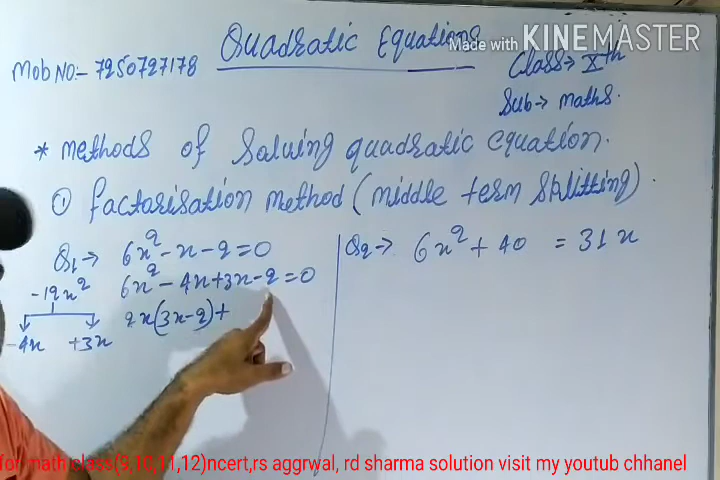 Quadratic Equations
Made with KINEMASTER
Mob NO:- 7250727178
Class→ Xth
Sub→ maths.
* methods of Solving quadratic equation.
① factorisation method (middle term Splitting).
Q1→ 6x² - x - 2 = 0
6x² - 4x + 3x - 2 = 0
-12x²
2x(3x - 2) +
-4x +3x
Q2→ 6x² + 40 = 31x
for math class(9,10,11,12)ncert,rs aggrwal, rd sharma solution visit my youtub chhanel